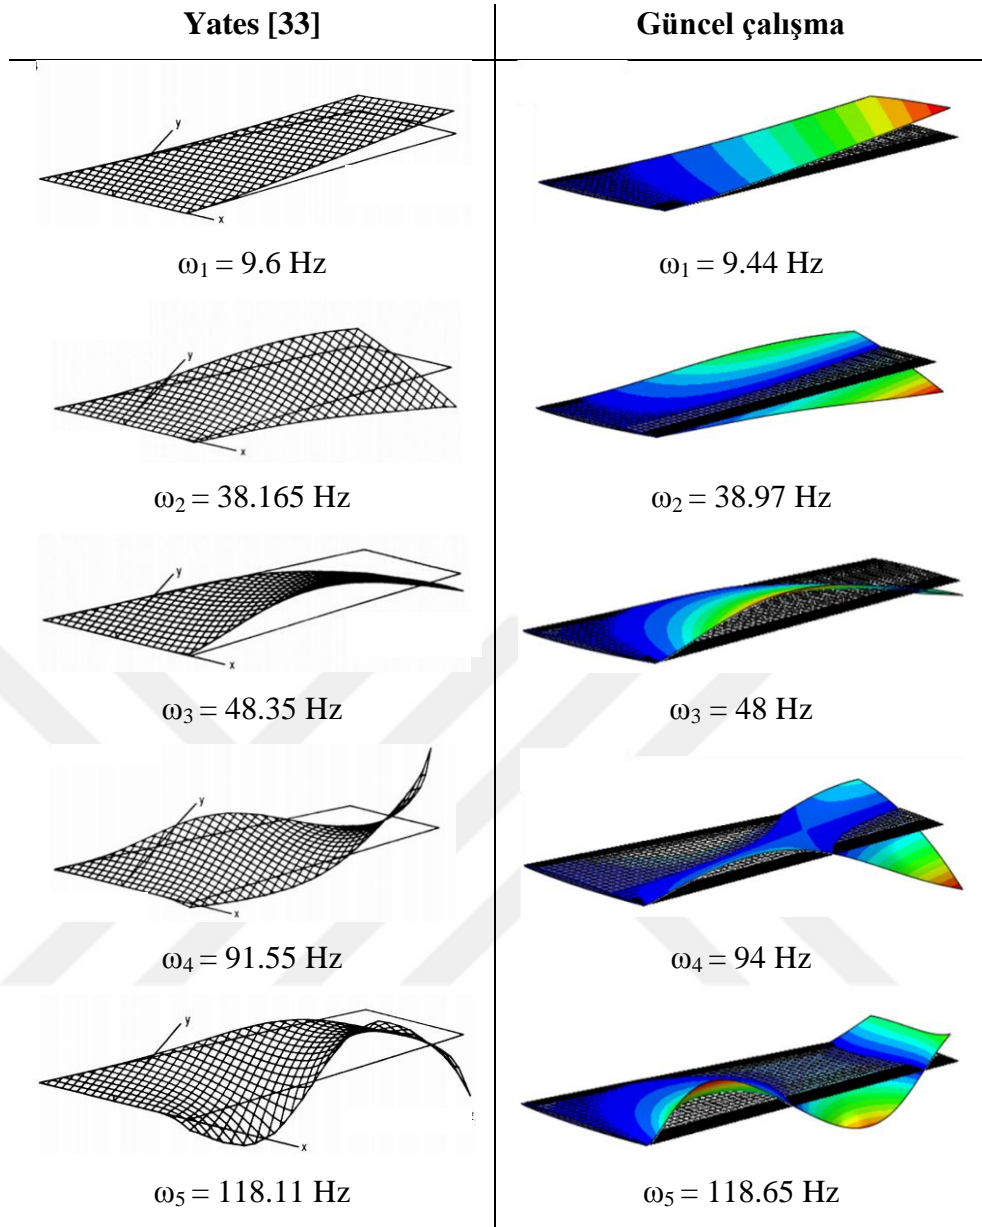 Yates [33] Güncel çalışma
y
x
ω₁ = 9.6 Hz ω₁ = 9.44 Hz
y
x
ω₂ = 38.165 Hz ω₂ = 38.97 Hz
y
x
ω₃ = 48.35 Hz ω₃ = 48 Hz
y
x
ω₄ = 91.55 Hz ω₄ = 94 Hz
y
x
ω₅ = 118.11 Hz ω₅ = 118.65 Hz